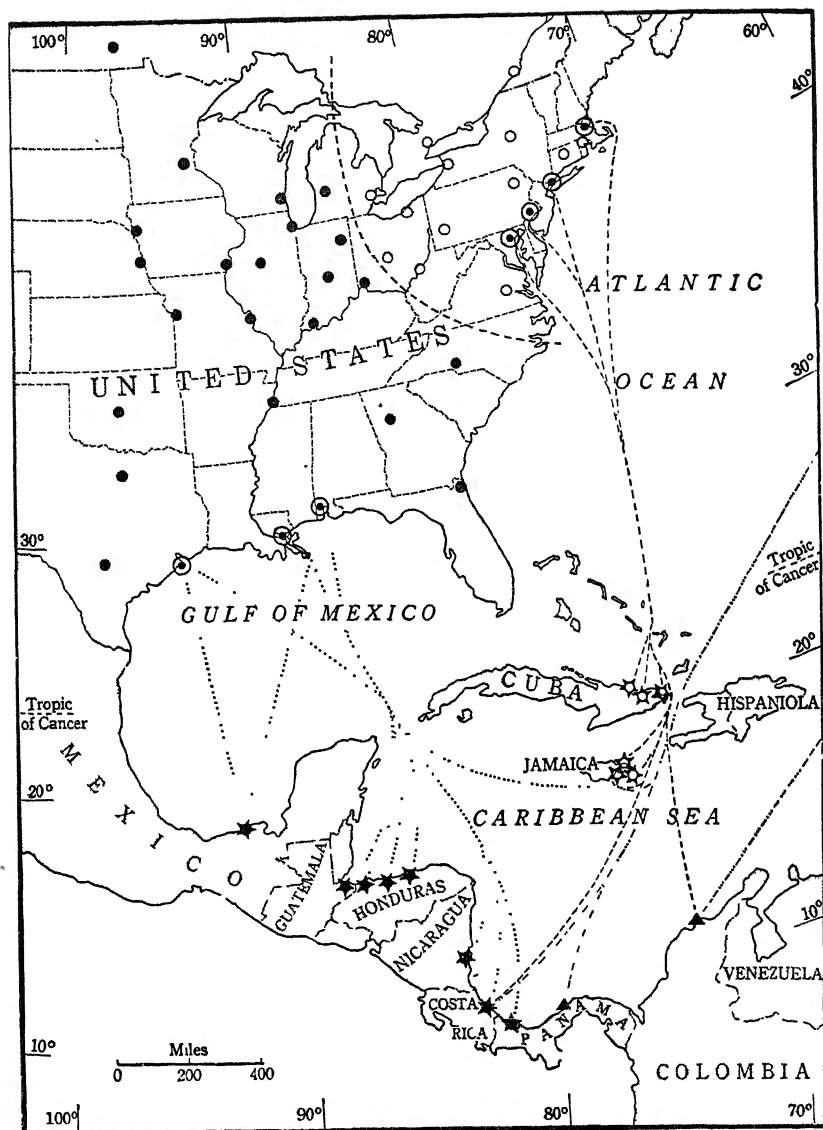 100°
90°
80°
70°
60°
40°
ATLANTIC
UNITED STATES
OCEAN
30°
30°
Tropic
of Cancer
GULF OF MEXICO
20°
CUBA
HISPANIOLA
Tropic
of Cancer
JAMAICA
MEXICO
20°
CARIBBEAN SEA
GUATEMALA
HONDURAS
10°
NICARAGUA
VENEZUELA
COSTA
RICA
PANAMA
10°
Miles
0 200 400
COLOMBIA
100°
90°
80°
70°